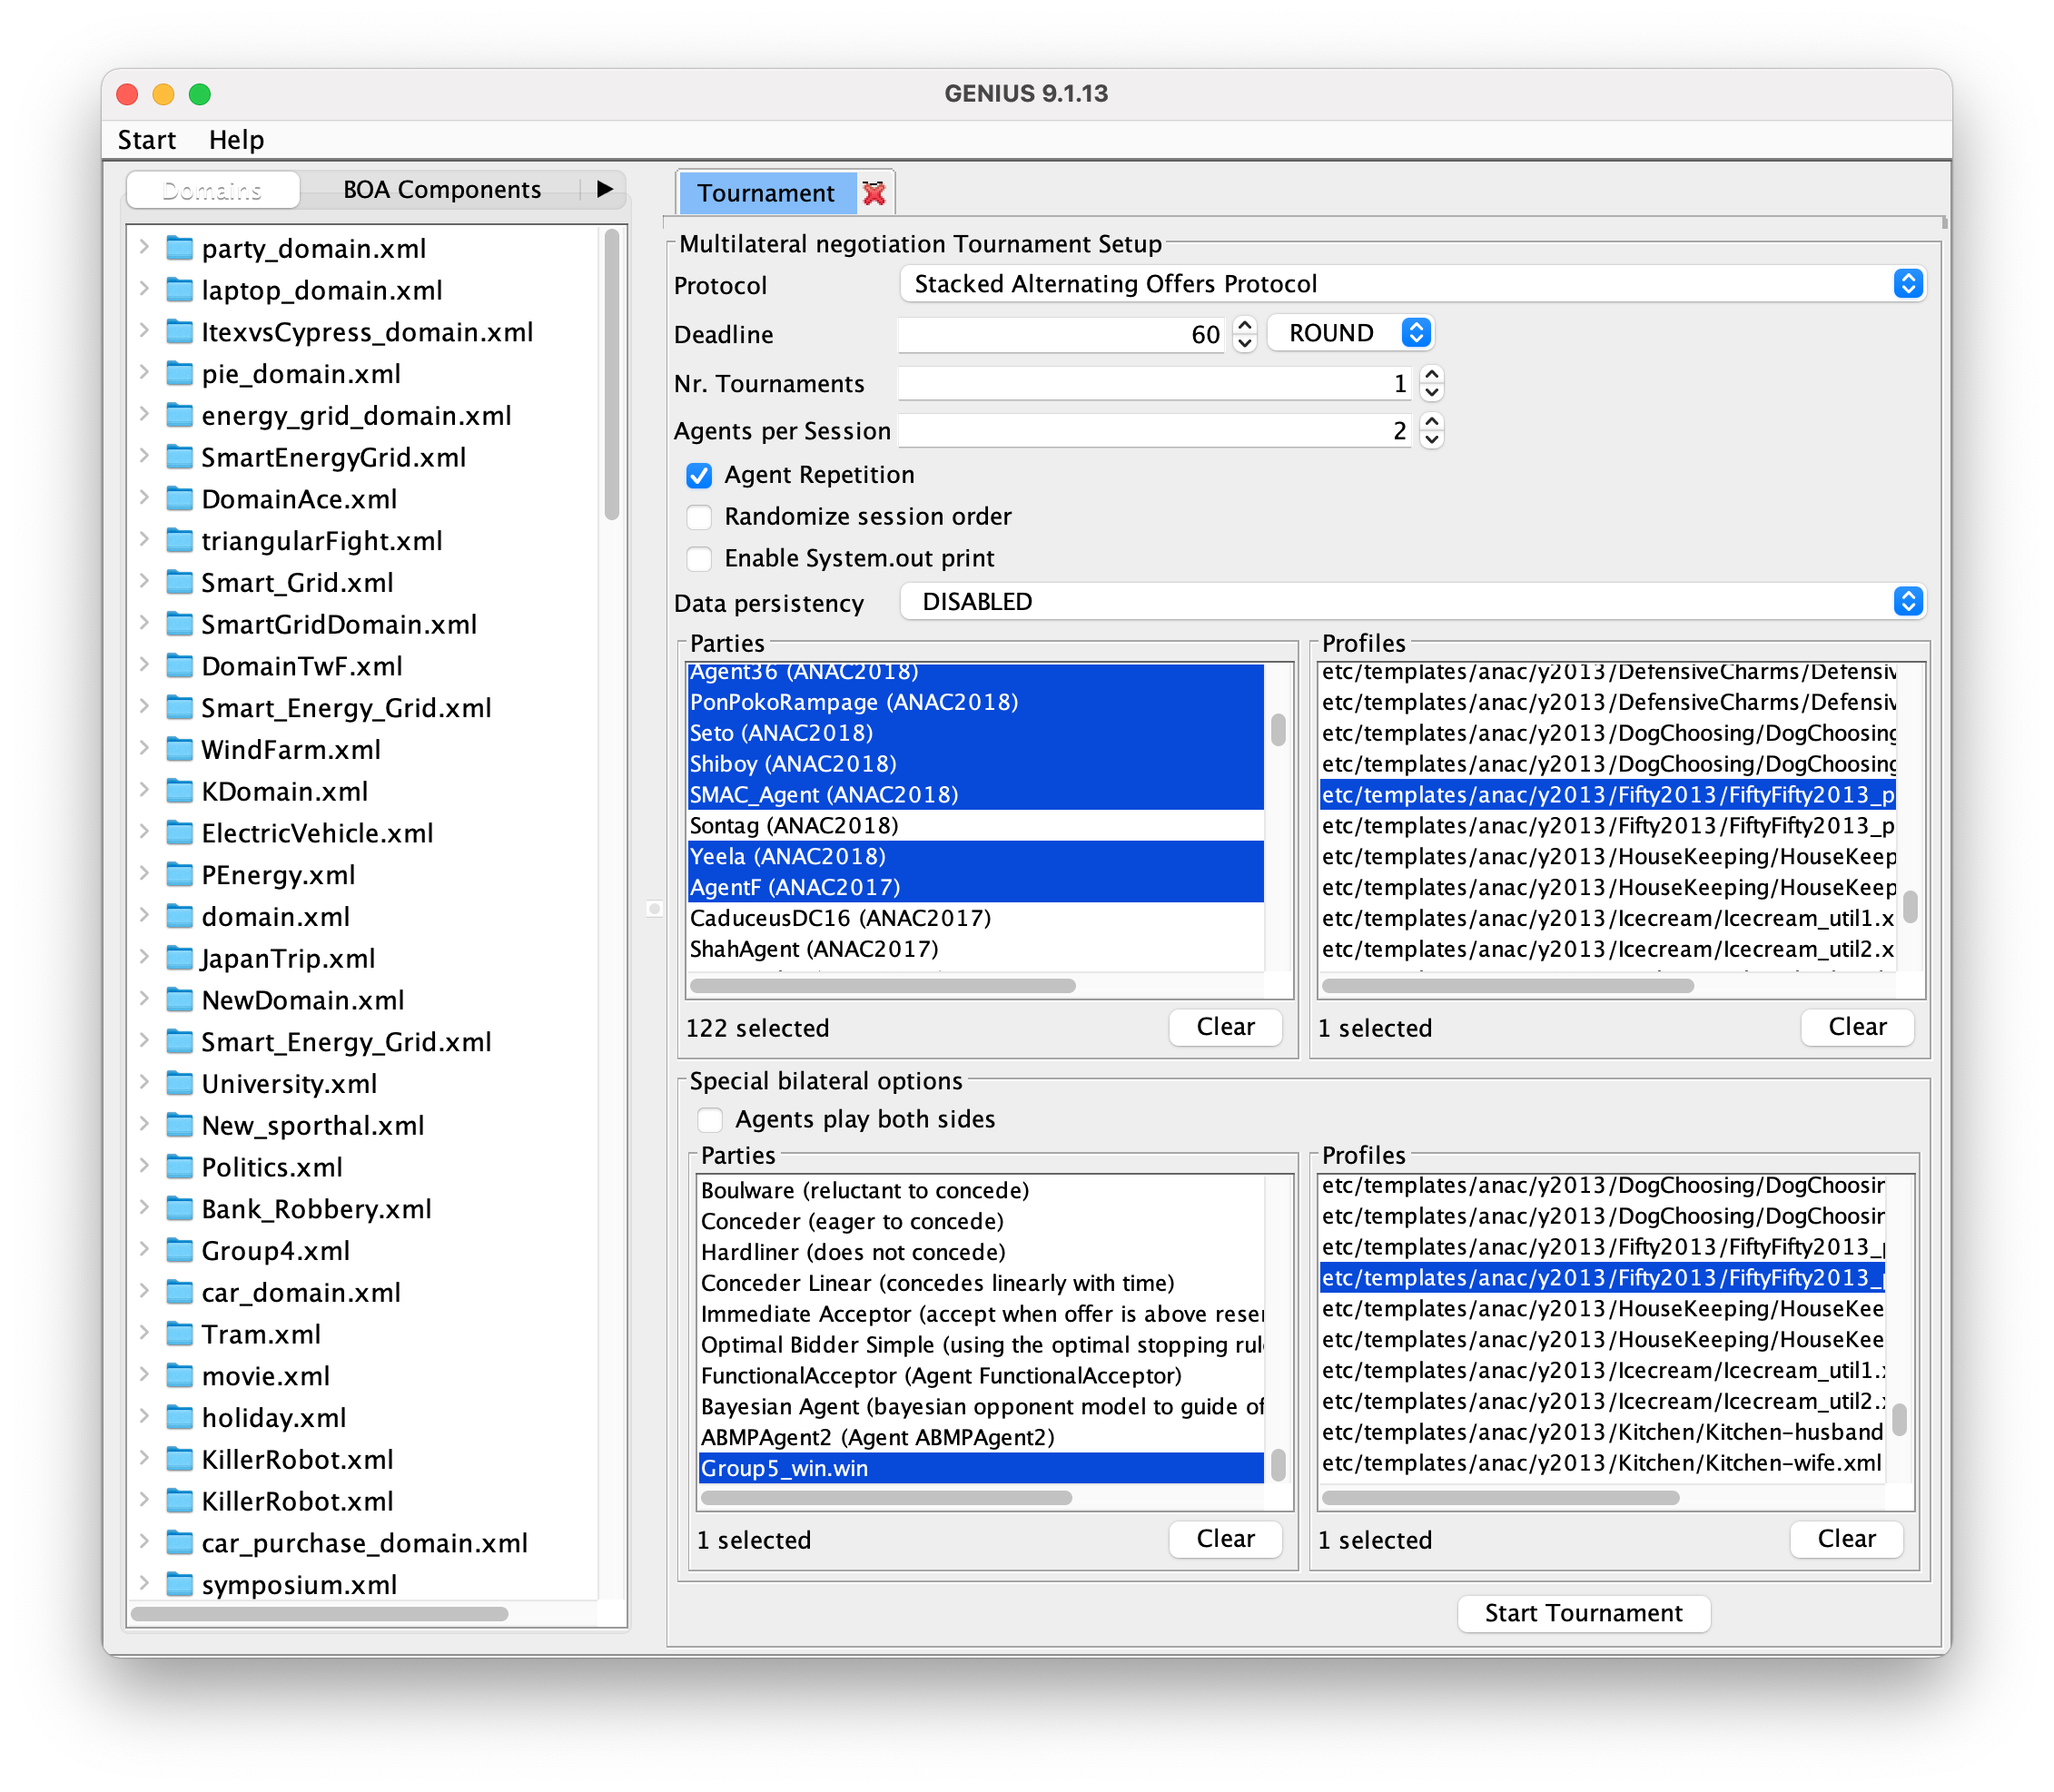 GENIUS 9.1.13
Start Help
Domains BOA Components
party_domain.xml
laptop_domain.xml
ItexvsCypress_domain.xml
pie_domain.xml
energy_grid_domain.xml
SmartEnergyGrid.xml
DomainAce.xml
triangularFight.xml
Smart_Grid.xml
SmartGridDomain.xml
DomainTwF.xml
Smart_Energy_Grid.xml
WindFarm.xml
KDomain.xml
ElectricVehicle.xml
PEnergy.xml
domain.xml
JapanTrip.xml
NewDomain.xml
Smart_Energy_Grid.xml
University.xml
New_sporthal.xml
Politics.xml
Bank_Robbery.xml
Group4.xml
car_domain.xml
Tram.xml
movie.xml
holiday.xml
KillerRobot.xml
KillerRobot.xml
car_purchase_domain.xml
symposium.xml
Tournament
Multilateral negotiation Tournament Setup
Protocol Stacked Alternating Offers Protocol
Deadline 60 ROUND
Nr. Tournaments 1
Agents per Session 2
Agent Repetition
Randomize session order
Enable System.out print
Data persistency DISABLED
Parties
Agent36 (ANAC2018)
PonPokoRampage (ANAC2018)
Seto (ANAC2018)
Shiboy (ANAC2018)
SMAC_Agent (ANAC2018)
Sontag (ANAC2018)
Yeela (ANAC2018)
AgentF (ANAC2017)
CaduceusDC16 (ANAC2017)
ShahAgent (ANAC2017)
122 selected Clear
Profiles
etc/templates/anac/y2013/DefensiveCharms/Defensiv
etc/templates/anac/y2013/DefensiveCharms/Defensiv
etc/templates/anac/y2013/DogChoosing/DogChoosing
etc/templates/anac/y2013/DogChoosing/DogChoosing
etc/templates/anac/y2013/Fifty2013/FiftyFifty2013_p
etc/templates/anac/y2013/Fifty2013/FiftyFifty2013_p
etc/templates/anac/y2013/HouseKeeping/HouseKeep
etc/templates/anac/y2013/HouseKeeping/HouseKeep
etc/templates/anac/y2013/Icecream/Icecream_util1.x
etc/templates/anac/y2013/Icecream/Icecream_util2.x
1 selected Clear
Special bilateral options
Agents play both sides
Parties
Boulware (reluctant to concede)
Conceder (eager to concede)
Hardliner (does not concede)
Conceder Linear (concedes linearly with time)
Immediate Acceptor (accept when offer is above reser
Optimal Bidder Simple (using the optimal stopping rul
FunctionalAcceptor (Agent FunctionalAcceptor)
Bayesian Agent (bayesian opponent model to guide of
ABMPAgent2 (Agent ABMPAgent2)
Group5_win.win
1 selected Clear
Profiles
etc/templates/anac/y2013/DogChoosing/DogChoosin
etc/templates/anac/y2013/DogChoosing/DogChoosin
etc/templates/anac/y2013/Fifty2013/FiftyFifty2013_p
etc/templates/anac/y2013/Fifty2013/FiftyFifty2013_p
etc/templates/anac/y2013/HouseKeeping/HouseKee
etc/templates/anac/y2013/HouseKeeping/HouseKee
etc/templates/anac/y2013/Icecream/Icecream_util1.x
etc/templates/anac/y2013/Icecream/Icecream_util2.x
etc/templates/anac/y2013/Kitchen/Kitchen-husband
etc/templates/anac/y2013/Kitchen/Kitchen-wife.xml
1 selected Clear
Start Tournament